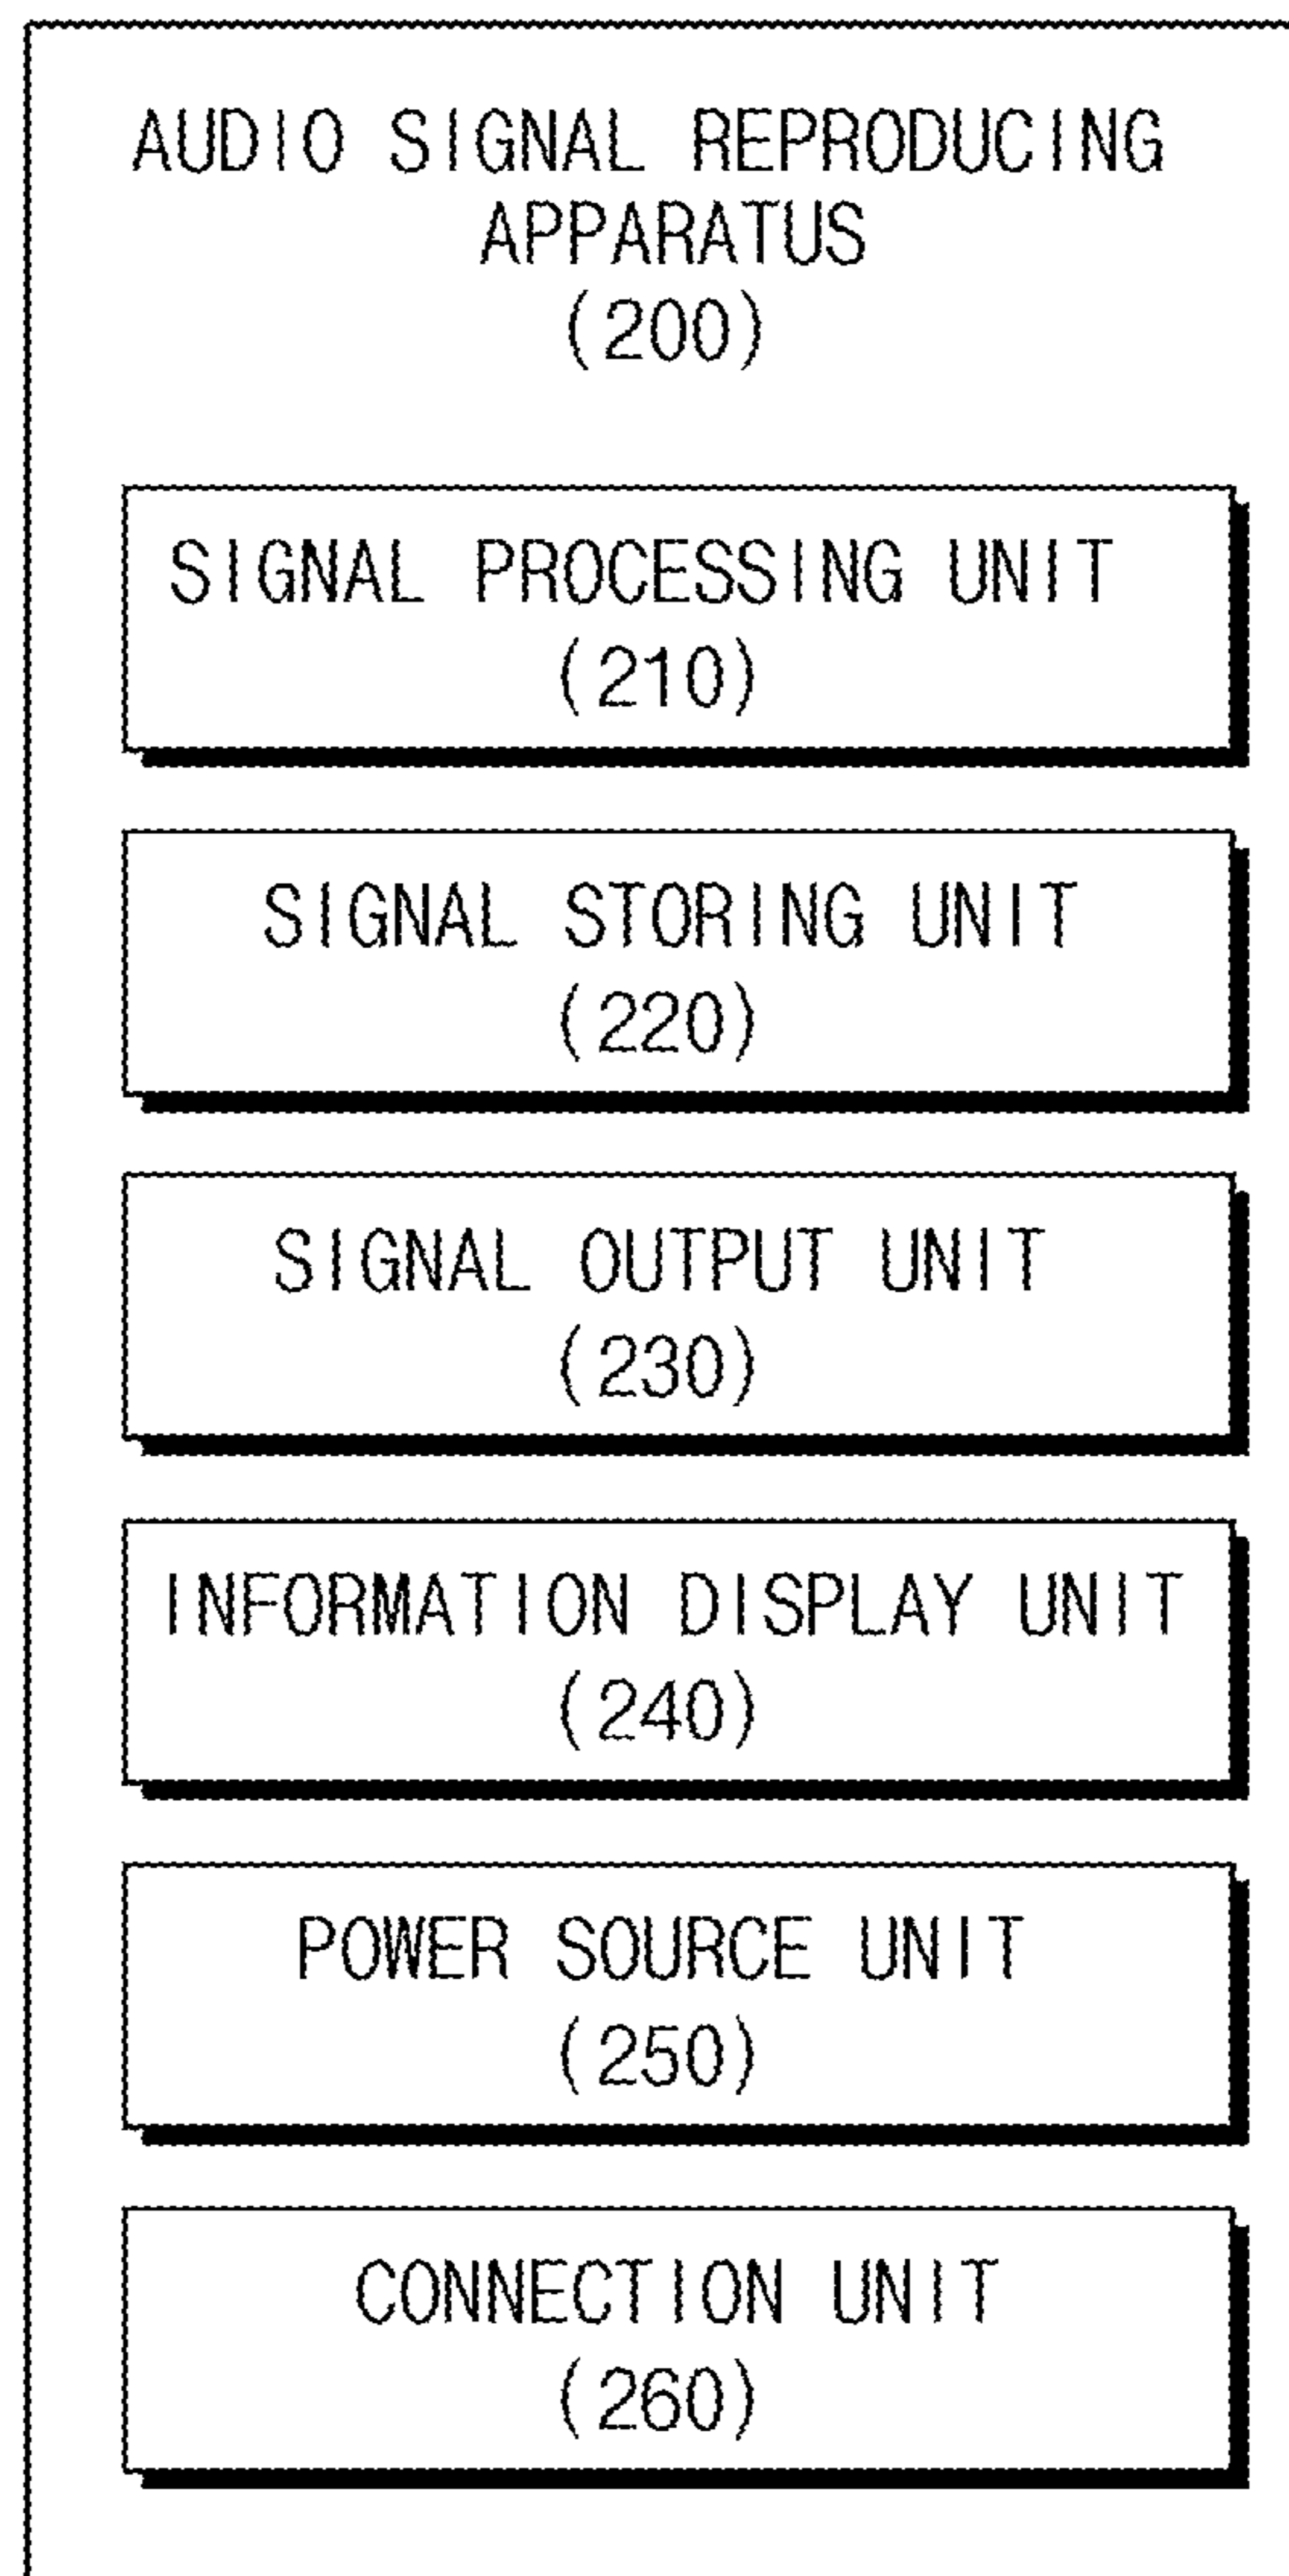 AUDIO SIGNAL REPRODUCING
APPARATUS
(200)
SIGNAL PROCESSING UNIT
(210)
SIGNAL STORING UNIT
(220)
SIGNAL OUTPUT UNIT
(230)
INFORMATION DISPLAY UNIT
(240)
POWER SOURCE UNIT
(250)
CONNECTION UNIT
(260)